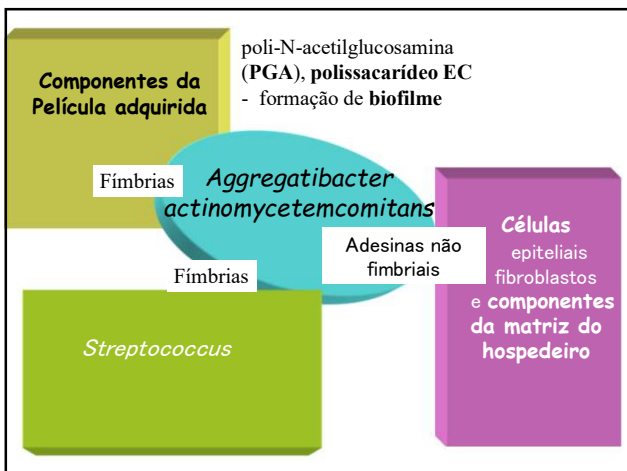 Componentes da
Película adquirida
poli-N-acetilglucosamina
(PGA), polissacarídeo EC
- formação de biofilme
Fímbrias
Aggregatibacter
actinomycetemcomitans
Adesinas não
fimbriais
Fímbrias
Streptococcus
Células
epiteliais
fibroblastos
e componentes
da matriz do
hospedeiro